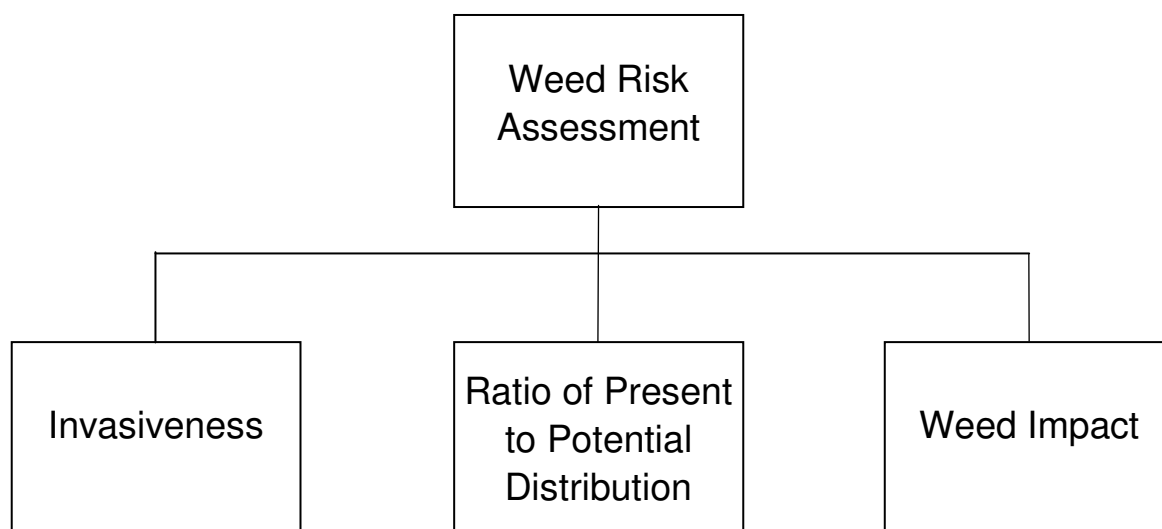 Weed Risk
Assessment
Invasiveness
Ratio of Present
to Potential
Distribution
Weed Impact